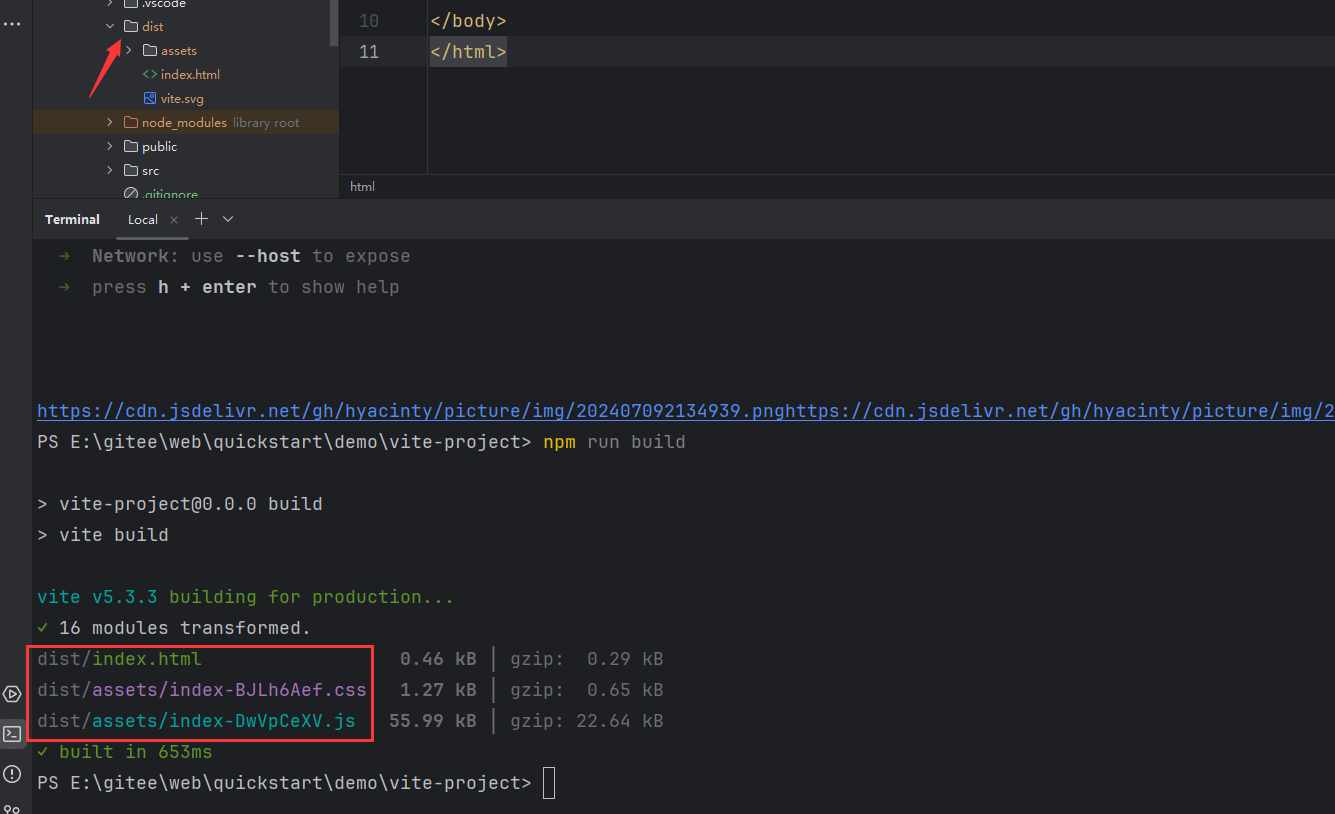 .vscode
dist
assets
index.html
vite.svg
node_modules library root
public
src
.gitignore
10 </body>
11 </html>
html
Terminal Local
→ Network: use --host to expose
→ press h + enter to show help
https://cdn.jsdelivr.net/gh/hyacinty/picture/img/202407092134939.pnghttps://cdn.jsdelivr.net/gh/hyacinty/picture/img/2
PS E:\gitee\web\quickstart\demo\vite-project> npm run build
> vite-project@0.0.0 build
> vite build
vite v5.3.3 building for production...
✓ 16 modules transformed.
dist/index.html 0.46 kB │ gzip: 0.29 kB
dist/assets/index-BJLh6Aef.css 1.27 kB │ gzip: 0.65 kB
dist/assets/index-DwVpCeXV.js 55.99 kB │ gzip: 22.64 kB
✓ built in 653ms
PS E:\gitee\web\quickstart\demo\vite-project>